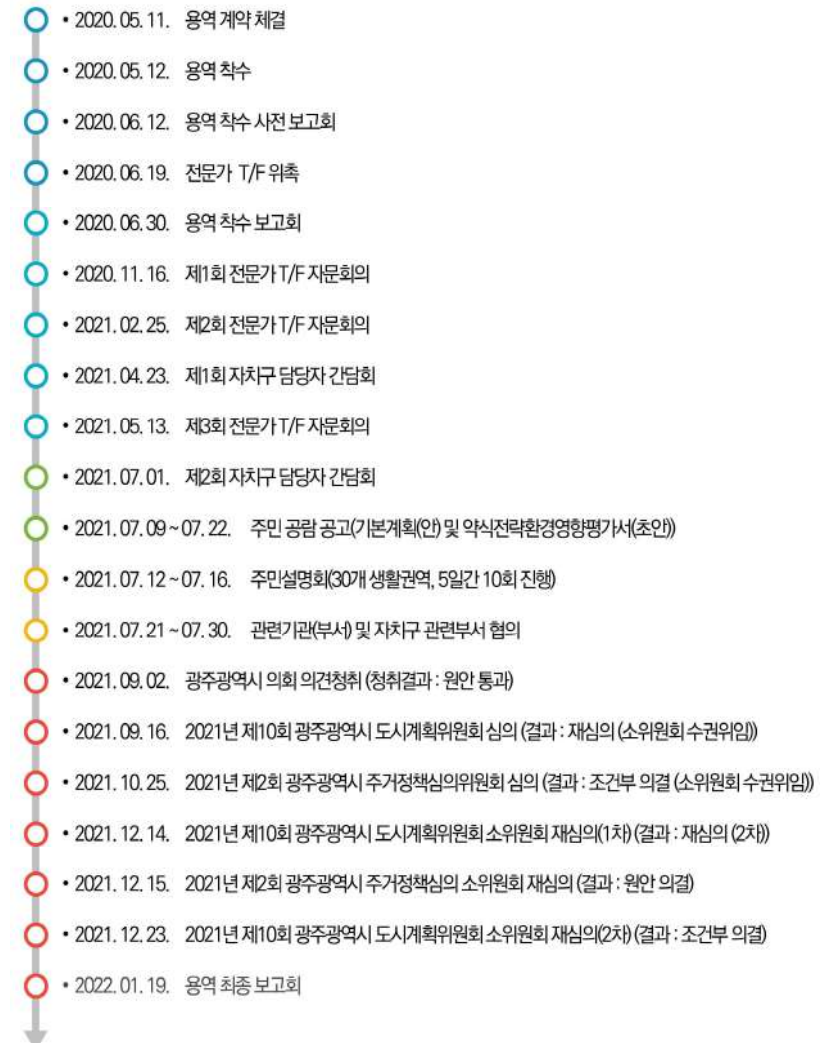 • 2020. 05. 11. 용역 계약 체결
• 2020. 05. 12. 용역 착수
• 2020. 06. 12. 용역 착수 사전 보고회
• 2020. 06. 19. 전문가 T/F 위촉
• 2020. 06. 30. 용역 착수 보고회
• 2020. 11. 16. 제1회 전문가 T/F 자문회의
• 2021. 02. 25. 제2회 전문가 T/F 자문회의
• 2021. 04. 23. 제1회 자치구 담당자 간담회
• 2021. 05. 13. 제3회 전문가 T/F 자문회의
• 2021. 07. 01. 제2회 자치구 담당자 간담회
• 2021. 07. 09 ~ 07. 22. 주민 공람 공고(기본계획(안) 및 약식전략환경영향평가서(초안))
• 2021. 07. 12 ~ 07. 16. 주민설명회(30개 생활권역, 5일간 10회 진행)
• 2021. 07. 21 ~ 07. 30. 관련기관(부서) 및 자치구 관련부서 협의
• 2021. 09. 02. 광주광역시 의회 의견청취 (청취결과 : 원안 통과)
• 2021. 09. 16. 2021년 제10회 광주광역시 도시계획위원회 심의 (결과 : 재심의 (소위원회 수권위임))
• 2021. 10. 25. 2021년 제2회 광주광역시 주거정책심의위원회 심의 (결과 : 조건부 의결 (소위원회 수권위임))
• 2021. 12. 14. 2021년 제10회 광주광역시 도시계획위원회 소위원회 재심의(1차) (결과 : 재심의 (2차))
• 2021. 12. 15. 2021년 제2회 광주광역시 주거정책심의 소위원회 재심의 (결과 : 원안 의결)
• 2021. 12. 23. 2021년 제10회 광주광역시 도시계획위원회 소위원회 재심의(2차) (결과 : 조건부 의결)
• 2022. 01. 19. 용역 최종 보고회